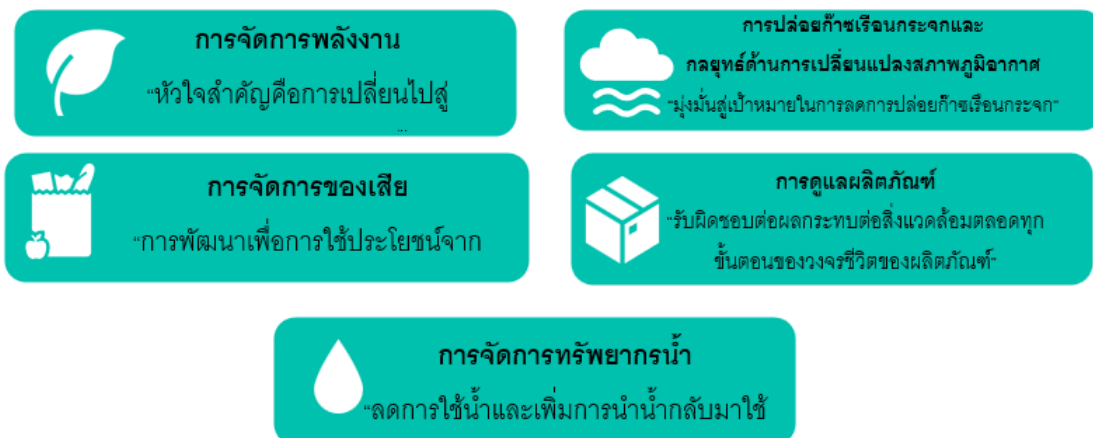 การจัดการพลังงาน
“หัวใจสำคัญคือการเปลี่ยนไปสู่
การปล่อยก๊าซเรือนกระจกและ
กลยุทธ์ด้านการเปลี่ยนแปลงสภาพภูมิอากาศ
“มุ่งมั่นสู่เป้าหมายในการลดการปล่อยก๊าซเรือนกระจก”
การจัดการของเสีย
“การพัฒนาเพื่อการใช้ประโยชน์จาก
การดูแลผลิตภัณฑ์
“รับผิดชอบต่อผลกระทบต่อสิ่งแวดล้อมตลอดทุก
ขั้นตอนของวงจรชีวิตของผลิตภัณฑ์”
การจัดการทรัพยากรน้ำ
“ลดการใช้น้ำและเพิ่มการนำน้ำกลับมาใช้